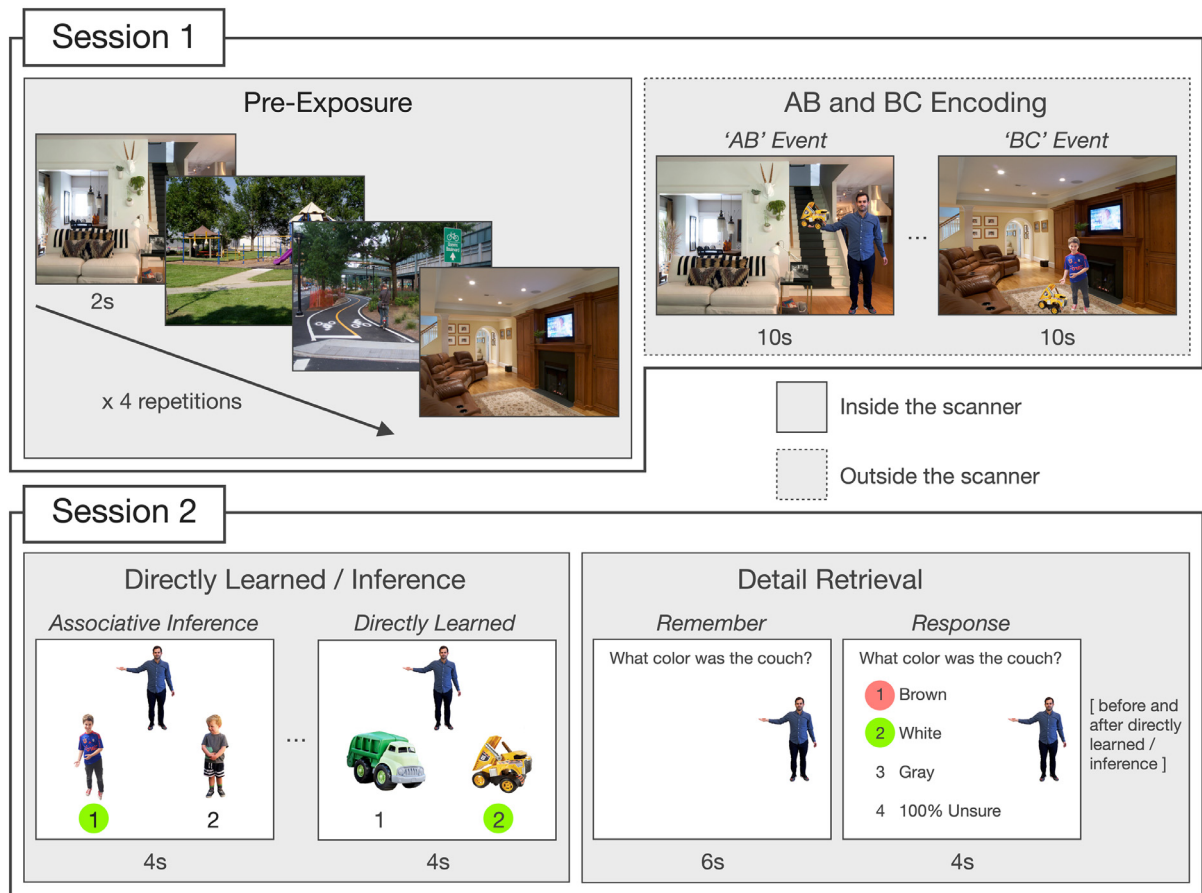 Session 1
Pre-Exposure
2s
x 4 repetitions
AB and BC Encoding
‘AB’ Event
‘BC’ Event
...
10s
10s
Inside the scanner
Outside the scanner
Session 2
Directly Learned / Inference
Associative Inference
Directly Learned
...
1
2
1
2
4s
4s
Detail Retrieval
Remember
Response
What color was the couch?
What color was the couch?
1 Brown
2 White
3 Gray
4 100% Unsure
6s
4s
[ before and
after directly
learned /
inference ]